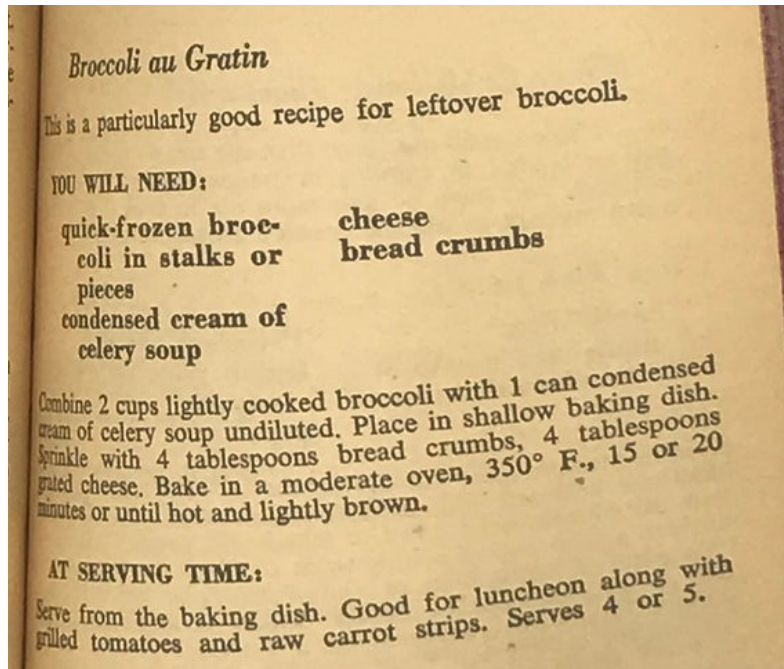 Broccoli au Gratin
This is a particularly good recipe for leftover broccoli.
YOU WILL NEED:
quick-frozen broc-
coli in stalks or
pieces
condensed cream of
celery soup
cheese
bread crumbs
Combine 2 cups lightly cooked broccoli with 1 can condensed
cream of celery soup undiluted. Place in shallow baking dish.
Sprinkle with 4 tablespoons bread crumbs, 4 tablespoons
grated cheese. Bake in a moderate oven, 350° F., 15 or 20
minutes or until hot and lightly brown.
AT SERVING TIME:
Serve from the baking dish. Good for luncheon along with
grilled tomatoes and raw carrot strips. Serves 4 or 5.